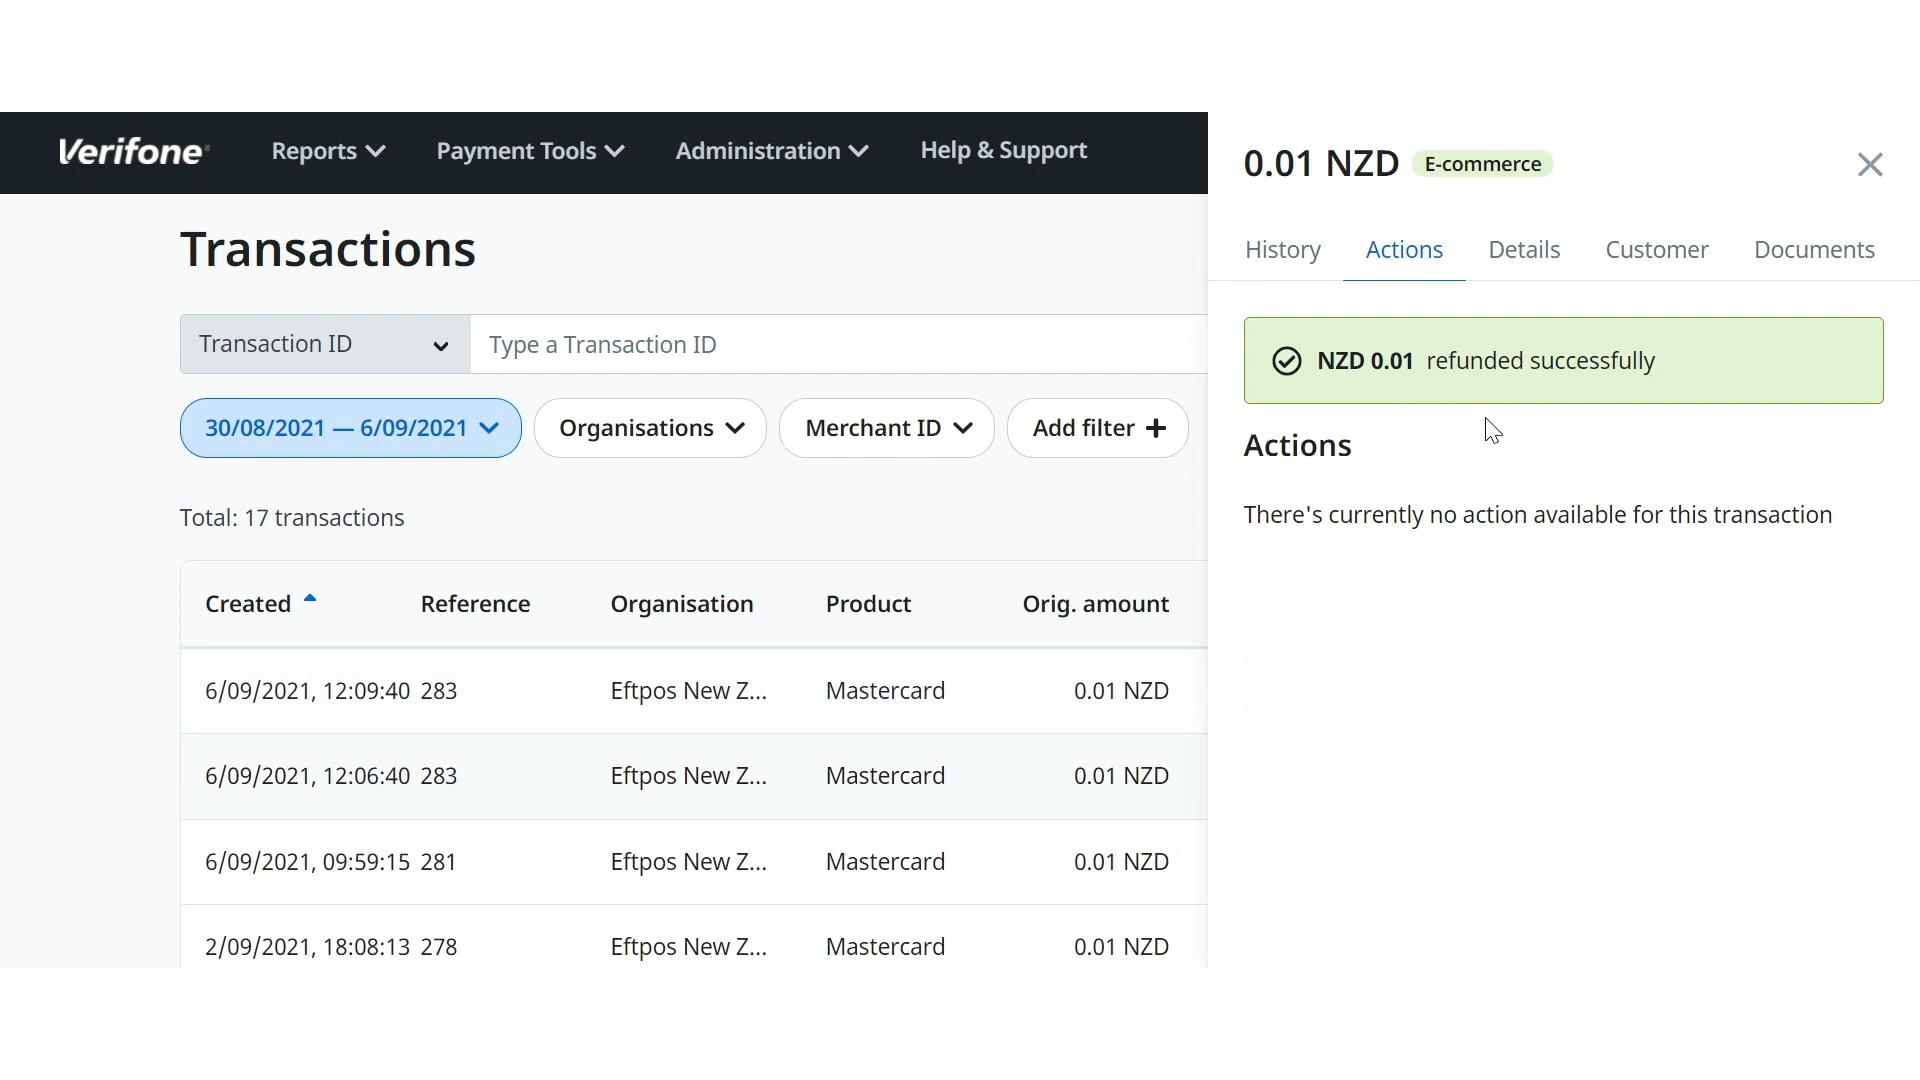 Verifone
Reports
Payment Tools
Administration
Help & Support
Transactions
Transaction ID
Type a Transaction ID
30/08/2021 — 6/09/2021
Organisations
Merchant ID
Add filter +
Total: 17 transactions
Created Reference Organisation Product Orig. amount
6/09/2021, 12:09:40 283 Eftpos New Z... Mastercard 0.01 NZD
6/09/2021, 12:06:40 283 Eftpos New Z... Mastercard 0.01 NZD
6/09/2021, 09:59:15 281 Eftpos New Z... Mastercard 0.01 NZD
2/09/2021, 18:08:13 278 Eftpos New Z... Mastercard 0.01 NZD
0.01 NZD E-commerce
History Actions Details Customer Documents
NZD 0.01 refunded successfully
Actions
There's currently no action available for this transaction